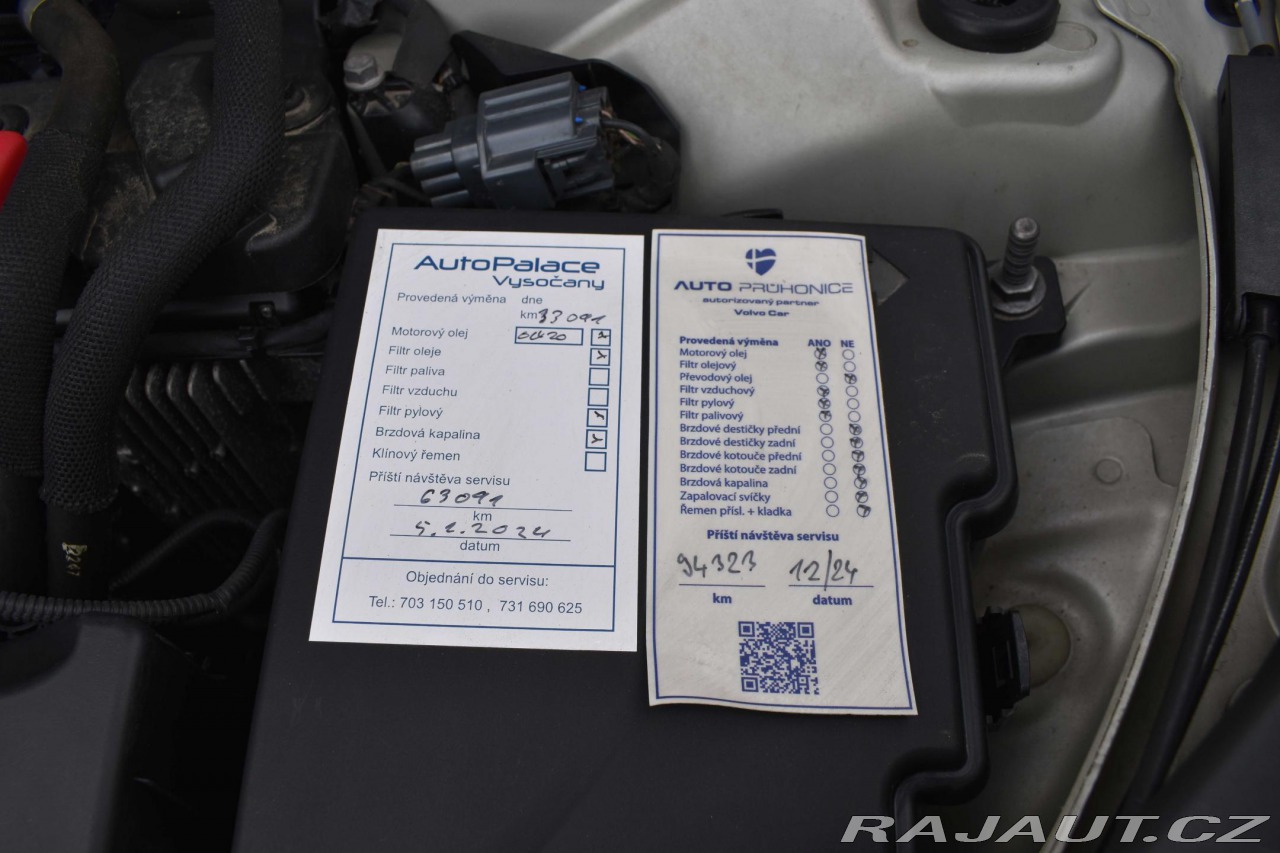 AutoPalace
Vysočany
Provedená výměna dne
km 33091
Motorový olej 0W20
Filtr oleje
Filtr paliva
Filtr vzduchu
Filtr pylový
Brzdová kapalina
Klínový řemen
Příští návštěva servisu
63091
km
5.1.2024
datum
Objednání do servisu:
Tel.: 703 150 510 , 731 690 625
AUTO PRŮHONICE
autorizovaný partner
Volvo Car
Provedená výměna ANO NE
Motorový olej
Filtr olejový
Převodový olej
Filtr vzduchový
Filtr pylový
Filtr palivový
Brzdové destičky přední
Brzdové destičky zadní
Brzdové kotouče přední
Brzdové kotouče zadní
Brzdová kapalina
Zapalovací svíčky
Řemen přísl. + kladka
Příští návštěva servisu
94323 12/24
km datum
RAJAUT.CZ